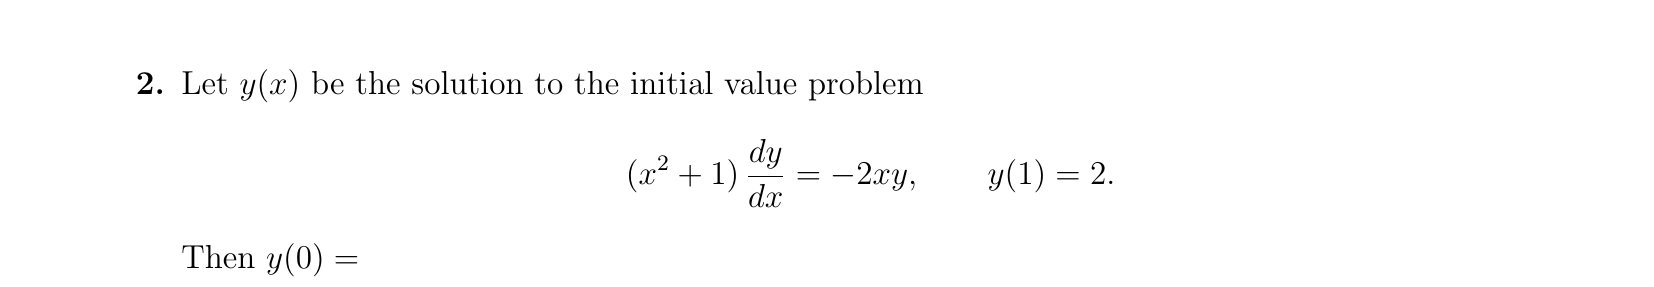 2. Let y(x) be the solution to the initial value problem
(x² + 1) dy/dx = −2xy, y(1) = 2.
Then y(0) =